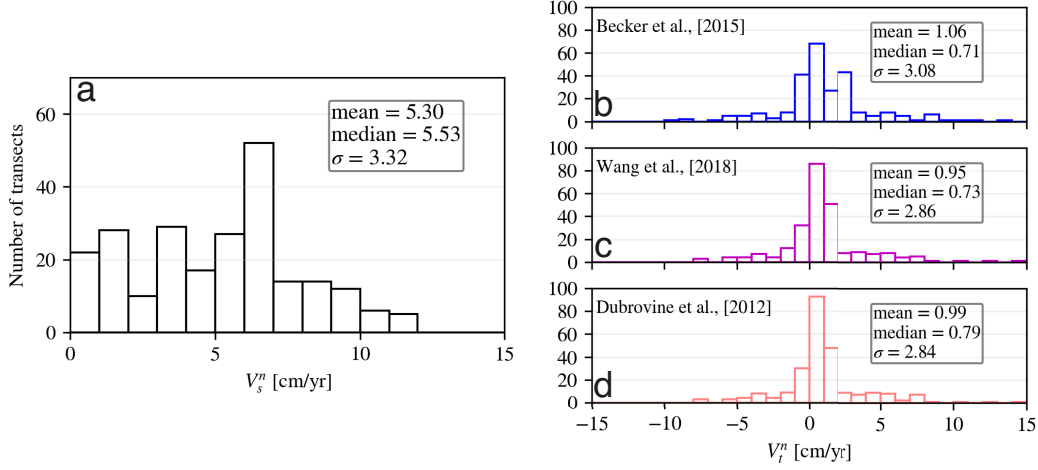 a
mean = 5.30
median = 5.53
σ = 3.32
60
40
20
0
Number of transects
0 5 10 15
V_s^n [cm/yr]
Becker et al., [2015]
mean = 1.06
median = 0.71
σ = 3.08
b
100
80
60
40
20
0
Wang et al., [2018]
mean = 0.95
median = 0.73
σ = 2.86
c
100
80
60
40
20
0
Dubrovine et al., [2012]
mean = 0.99
median = 0.79
σ = 2.84
d
100
80
60
40
20
0
−15 −10 −5 0 5 10 15
V_t^n [cm/yr]